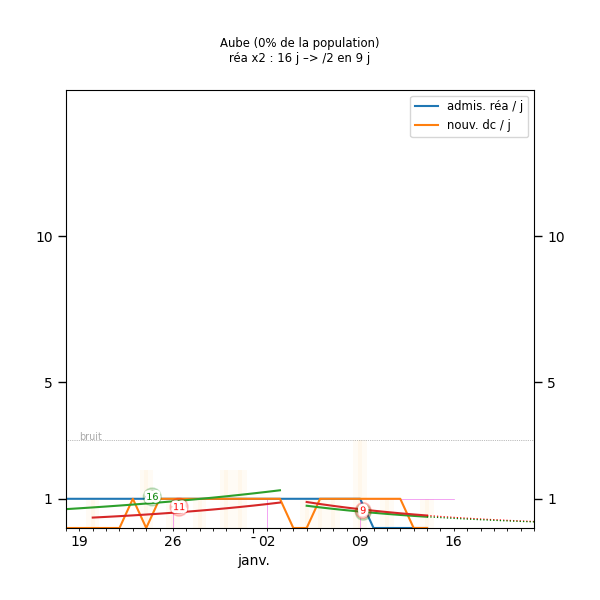 Aube (0% de la population)
réa x2 : 16 j –> /2 en 9 j
admis. réa / j
nouv. dc / j
10
10
5
5
bruit
16
11
9
1
1
19
26
02
09
16
janv.